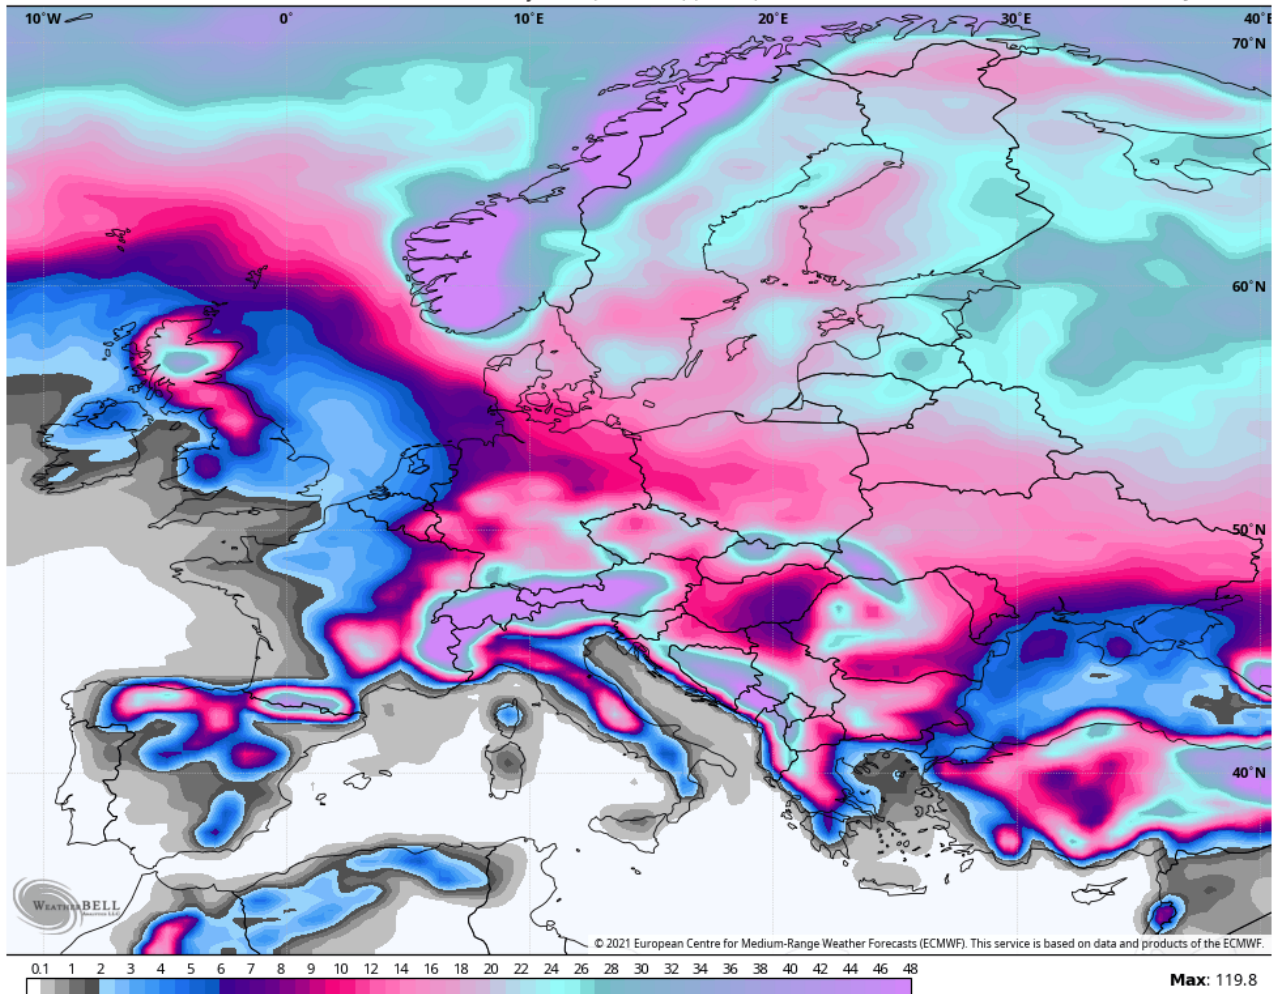 10°W 0° 10°E 20°E 30°E 40°E
70°N
60°N
50°N
40°N
WEATHERBELL
© 2021 European Centre for Medium-Range Weather Forecasts (ECMWF). This service is based on data and products of the ECMWF.
0.1 1 2 3 4 5 6 7 8 9 10 12 14 16 18 20 22 24 26 28 30 32 34 36 38 40 42 44 46 48
Max: 119.8